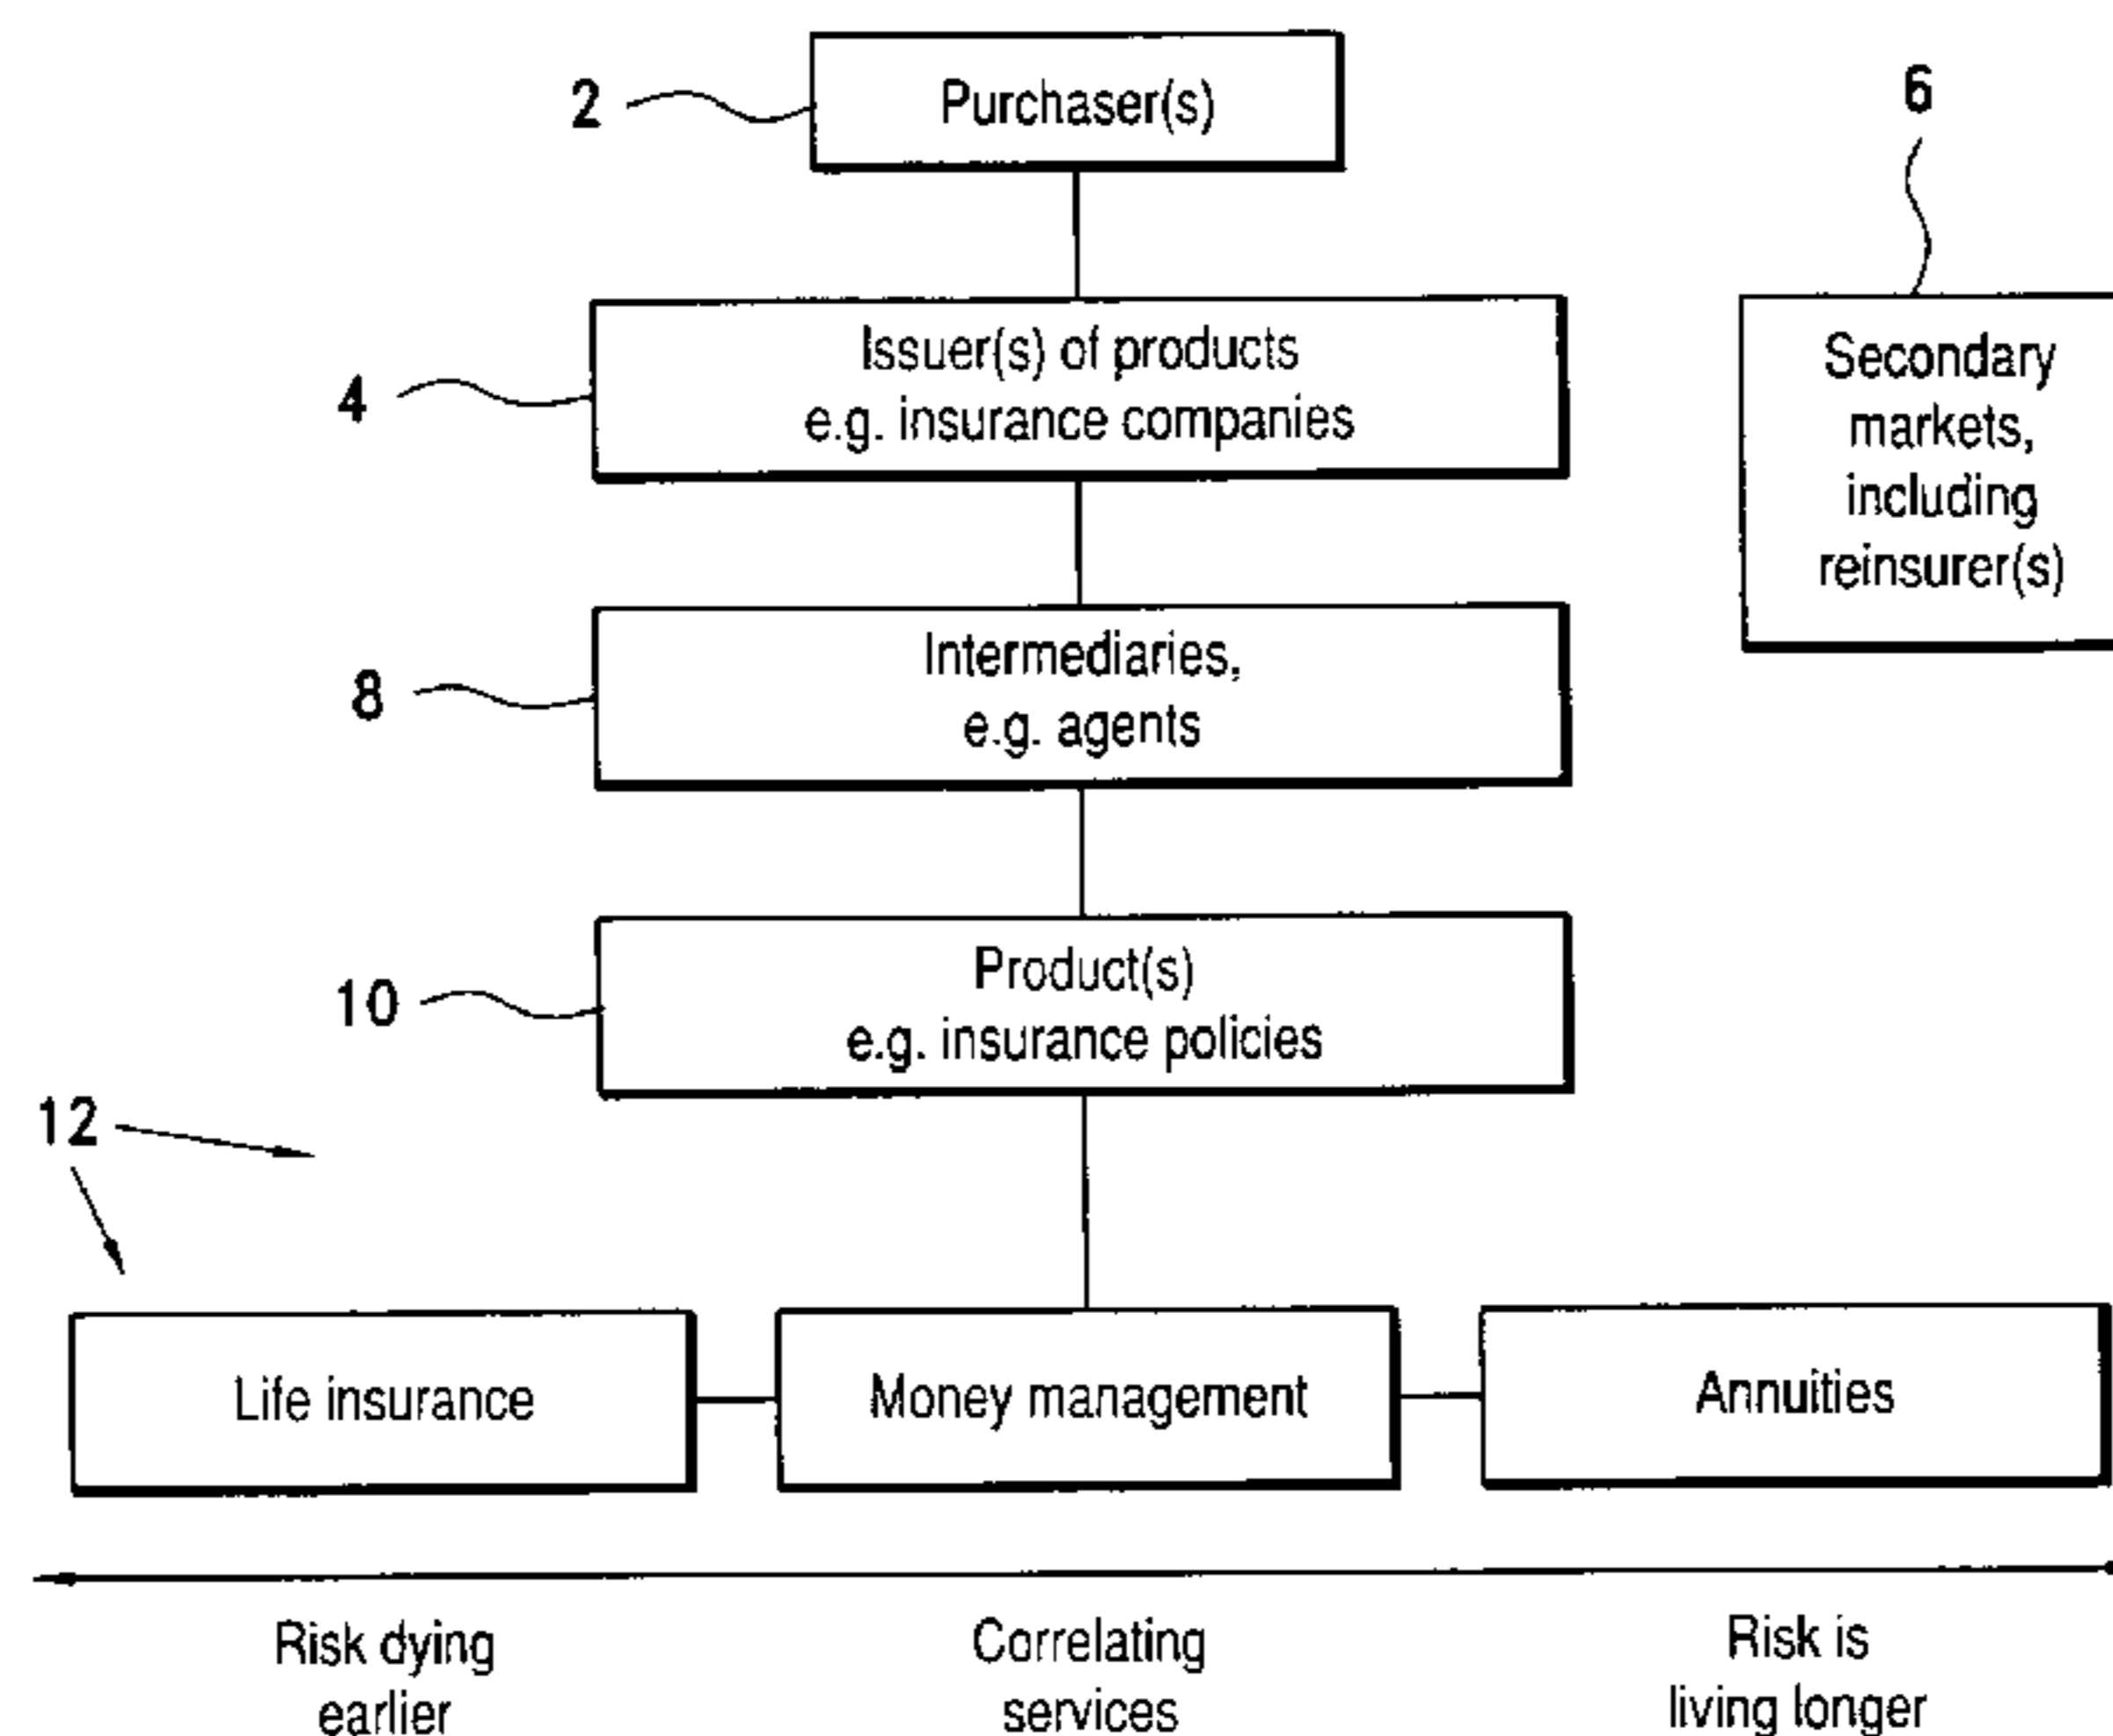 2
Purchaser(s)
6
4
Issuer(s) of products
e.g. insurance companies
Secondary
markets,
including
reinsurer(s)
8
Intermediaries,
e.g. agents
10
Product(s)
e.g. insurance policies
12
Life insurance
Money management
Annuities
Risk dying
earlier
Correlating
services
Risk is
living longer